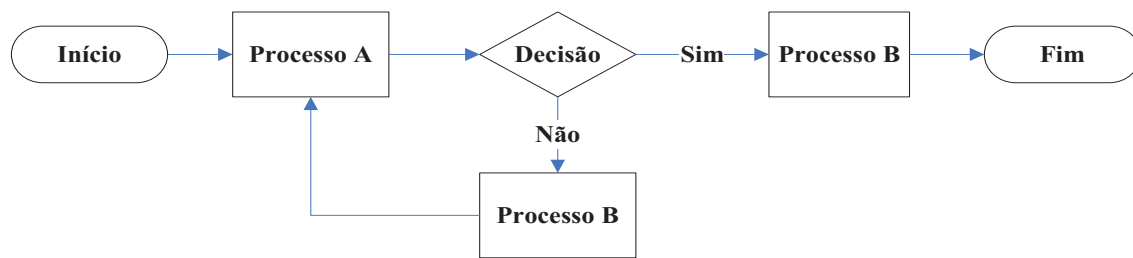 Início
Processo A
Decisão
Sim
Processo B
Fim
Não
Processo B